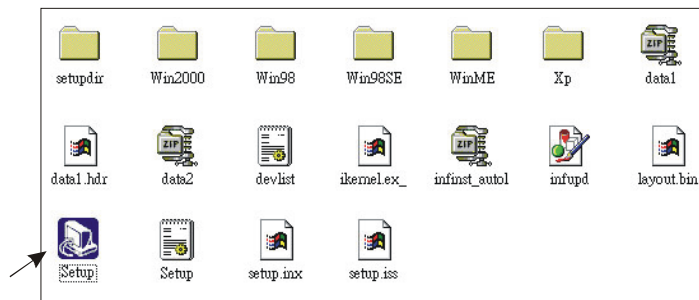 setupdir Win2000 Win98 Win98SE WinME Xp data1
data1.hdr data2 devlist ikernel.ex_ infinst_autol infupd layout.bin
Setup Setup setup.inx setup.iss